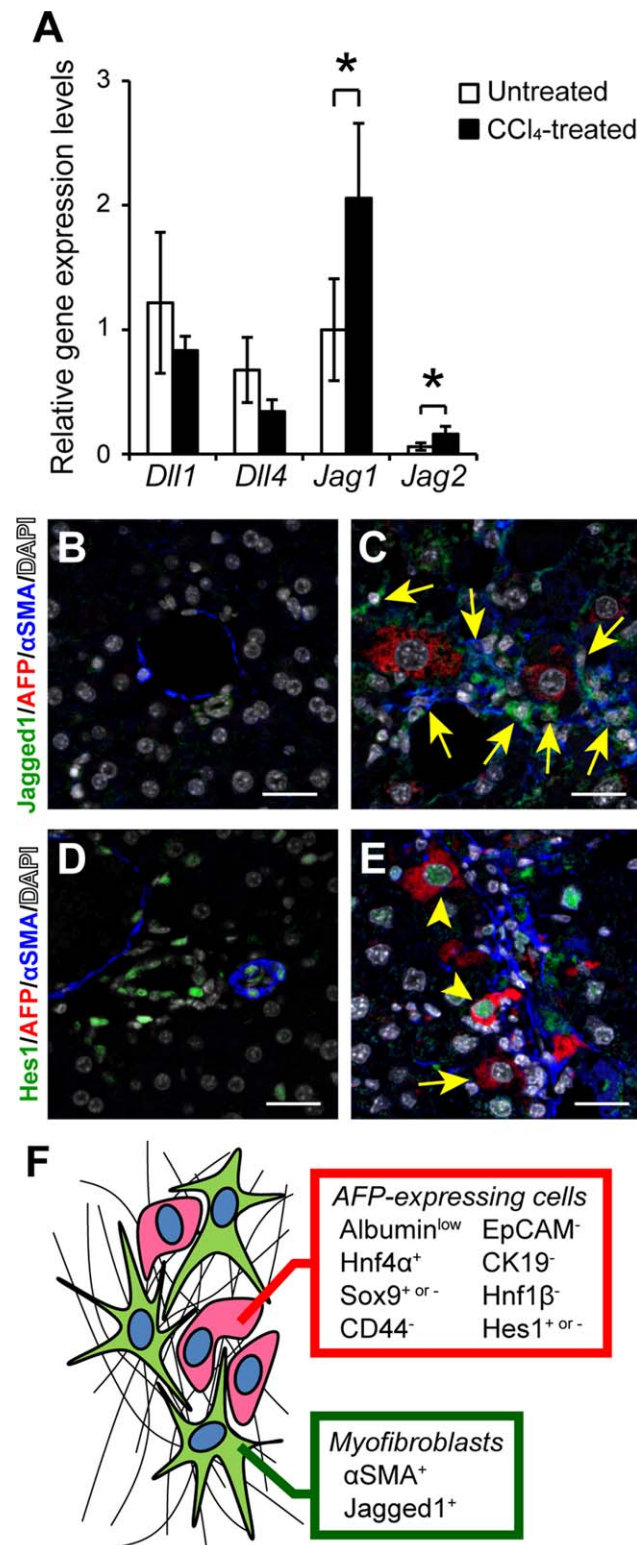 A
Relative gene expression levels
3
2
1
0
*
*
Untreated
CCl₄-treated
Dll1 Dll4 Jag1 Jag2
Jagged1/AFP/αSMA/DAPI
B
C
Hes1/AFP/αSMA/DAPI
D
E
F
AFP-expressing cells
Albuminˡᵒʷ EpCAM⁻
Hnf4α⁺ CK19⁻
Sox9⁺ ᵒʳ ⁻ Hnf1β⁻
CD44⁻ Hes1⁺ ᵒʳ ⁻
Myofibroblasts
αSMA⁺
Jagged1⁺